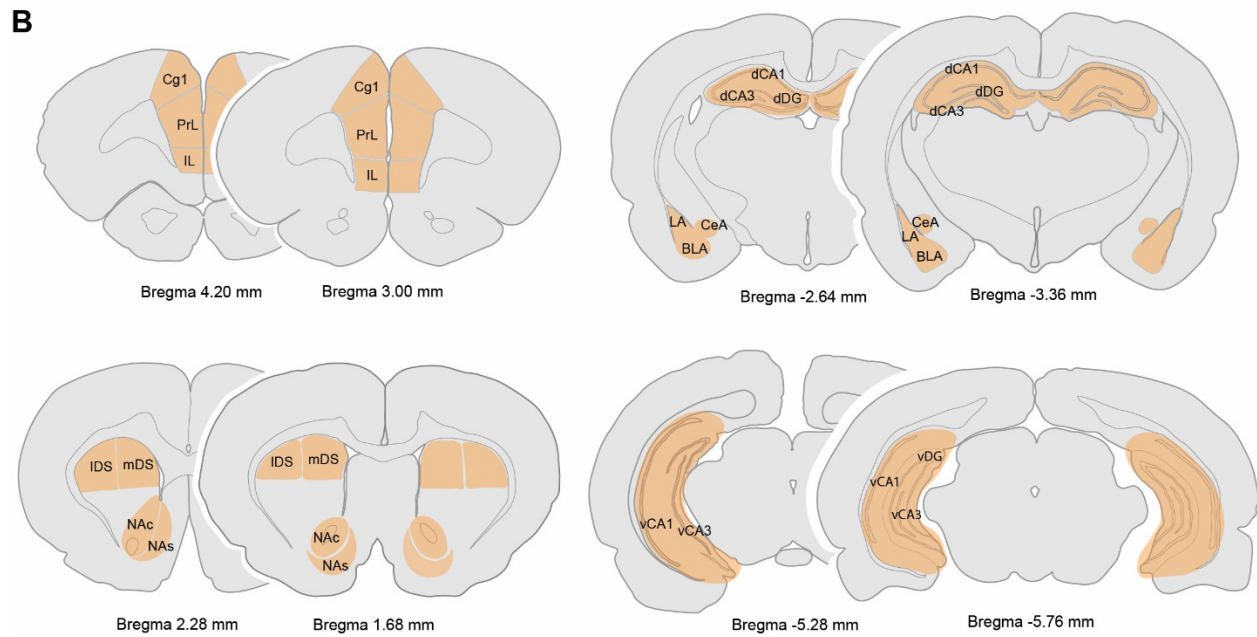 B
Cg1
PrL
IL
Cg1
PrL
IL
Bregma 4.20 mm
Bregma 3.00 mm
dCA1
dCA3
dDG
LA
CeA
BLA
dCA1
dDG
dCA3
CeA
LA
BLA
Bregma -2.64 mm
Bregma -3.36 mm
lDS
mDS
NAc
NAs
lDS
mDS
NAc
NAs
Bregma 2.28 mm
Bregma 1.68 mm
vCA1
vCA3
vDG
vCA1
vCA3
Bregma -5.28 mm
Bregma -5.76 mm